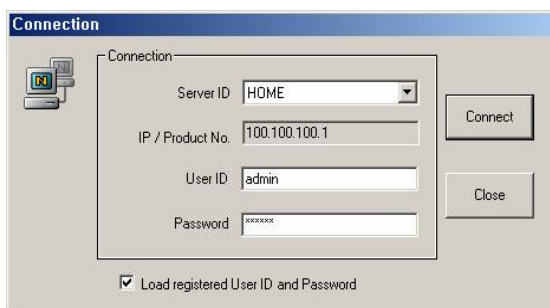 Connection
Connection
Server ID HOME
IP / Product No. 100.100.100.1
Connect
User ID admin
Close
Password ××××××
Load registered User ID and Password
N
N